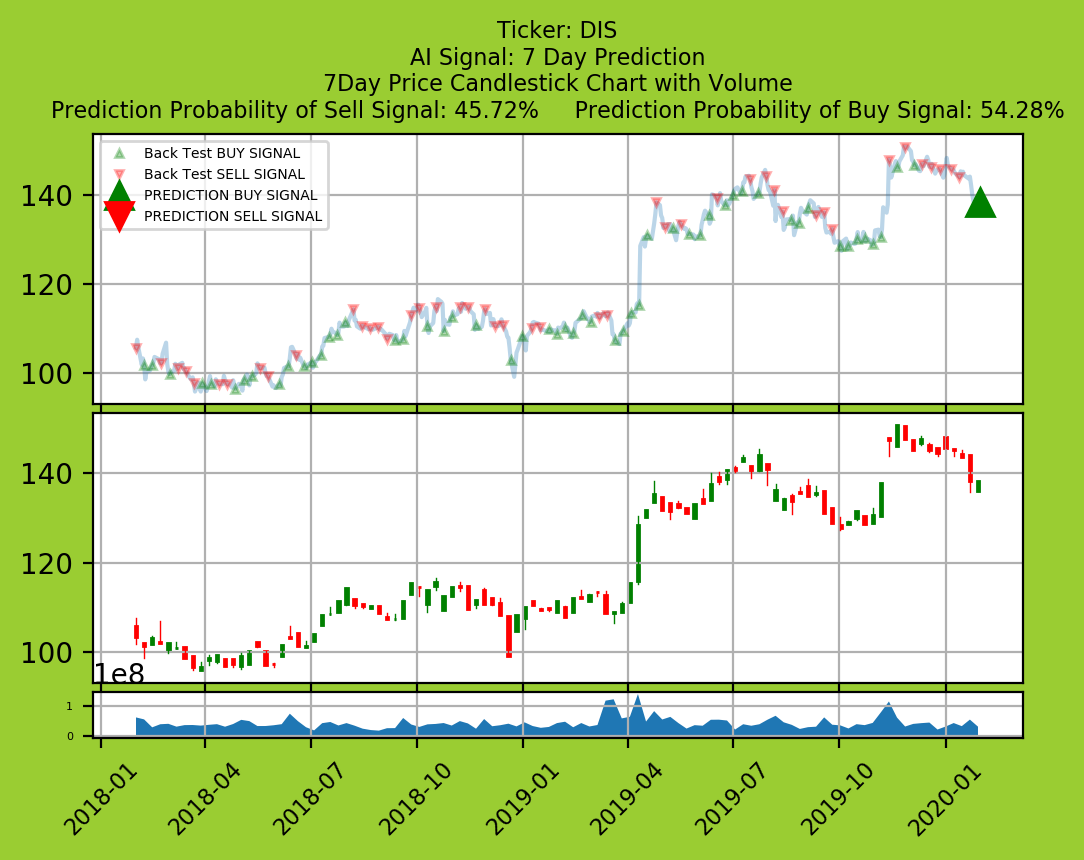 Ticker: DIS
AI Signal: 7 Day Prediction
7Day Price Candlestick Chart with Volume
Prediction Probability of Sell Signal: 45.72% Prediction Probability of Buy Signal: 54.28%
Back Test BUY SIGNAL
Back Test SELL SIGNAL
PREDICTION BUY SIGNAL
PREDICTION SELL SIGNAL
140
120
100
140
120
100
1e8
1
0
2018-01 2018-04 2018-07 2018-10 2019-01 2019-04 2019-07 2019-10 2020-01